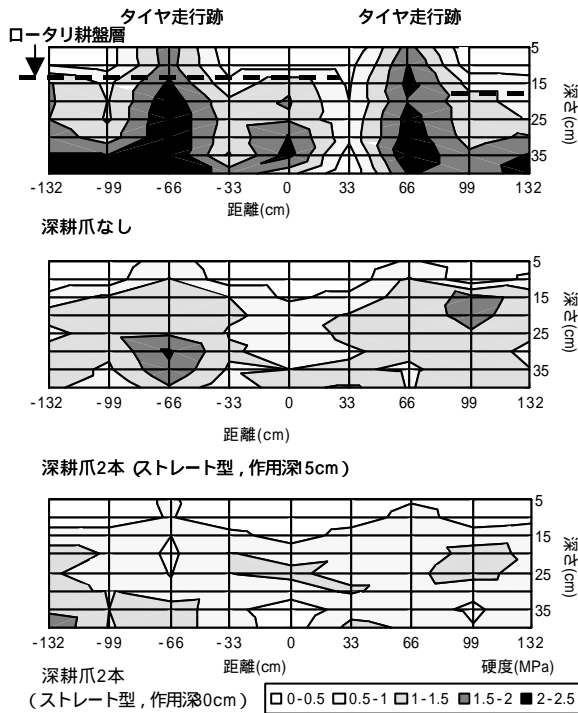 タイヤ走行跡 タイヤ走行跡
ロータリ耕盤層
5
15
25
35
深さ(cm)
-132 -99 -66 -33 0 33 66 99 132
距離(cm)
深耕爪なし
5
15
25
35
深さ(cm)
-132 -99 -66 -33 0 33 66 99 132
距離(cm)
深耕爪2本 (ストレート型，作用深15cm)
5
15
25
35
深さ(cm)
-132 -99 -66 -33 0 33 66 99 132
距離(cm) 硬度(MPa)
深耕爪2本
(ストレート型，作用深30cm)
0-0.5 0.5-1 1-1.5 1.5-2 2-2.5